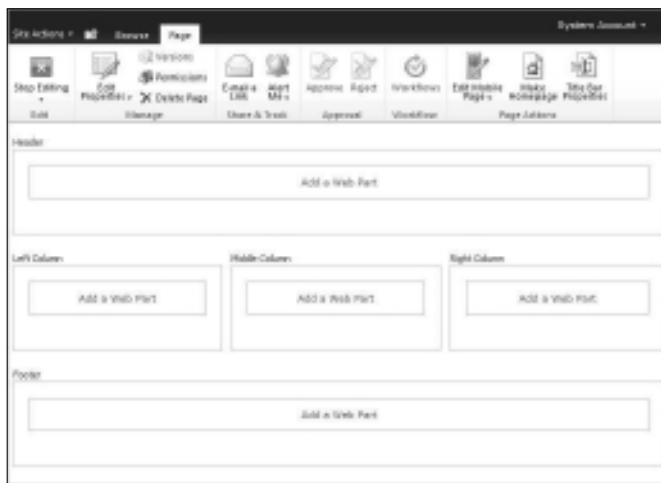 System Account
Site Actions Browse Page
Versions
Permissions
Stop Editing Edit Properties Delete Page E-mail a Link Alert Me Approve Reject Workflows Edit Mobile Page Make Homepage Title Bar Properties
Edit Manage Share & Track Approval Workflow Page Actions
Header
Add a Web Part
Left Column Middle Column Right Column
Add a Web Part Add a Web Part Add a Web Part
Footer
Add a Web Part